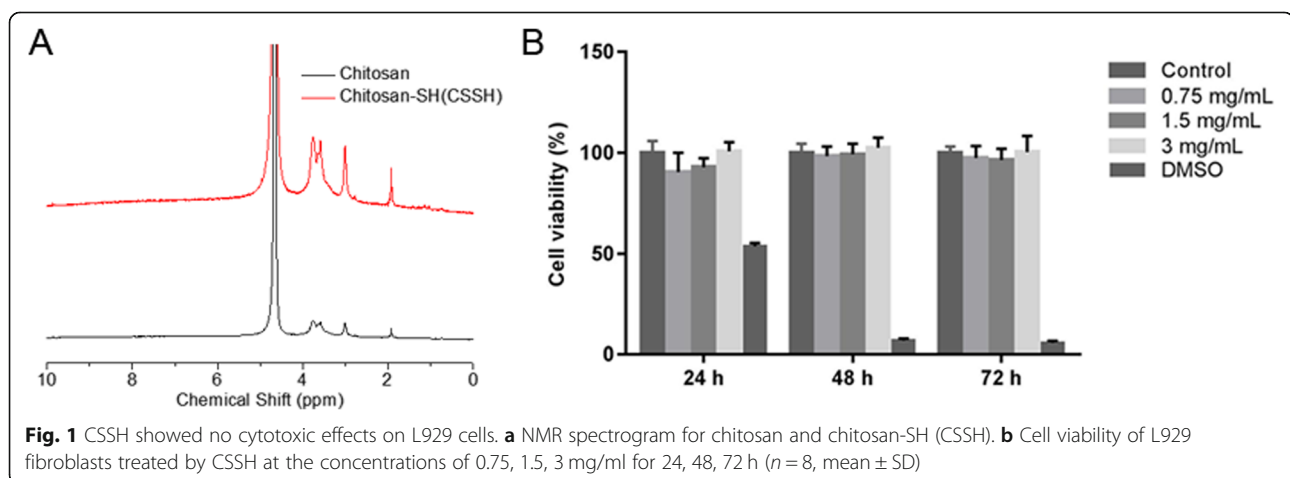 A
Chitosan
Chitosan-SH(CSSH)
10 8 6 4 2 0
Chemical Shift (ppm)
B
Cell viability (%)
150
100
50
0
24 h 48 h 72 h
Control
0.75 mg/mL
1.5 mg/mL
3 mg/mL
DMSO
Fig. 1 CSSH showed no cytotoxic effects on L929 cells. a NMR spectrogram for chitosan and chitosan-SH (CSSH). b Cell viability of L929
fibroblasts treated by CSSH at the concentrations of 0.75, 1.5, 3 mg/ml for 24, 48, 72 h (n = 8, mean ± SD)